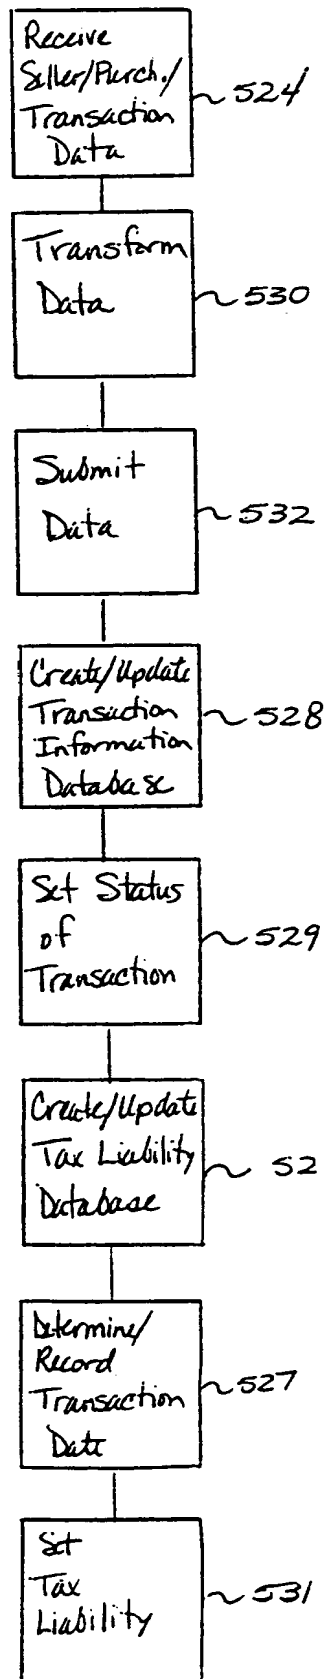 Receive
Seller/Purch./
Transaction
Data
524
Transform
Data
530
Submit
Data
532
Create/Update
Transaction
Information
Database
528
Set Status
of
Transaction
529
Create/Update
Tax Liability
Database
52
Determine/
Record
Transaction
Date
527
Set
Tax
Liability
531